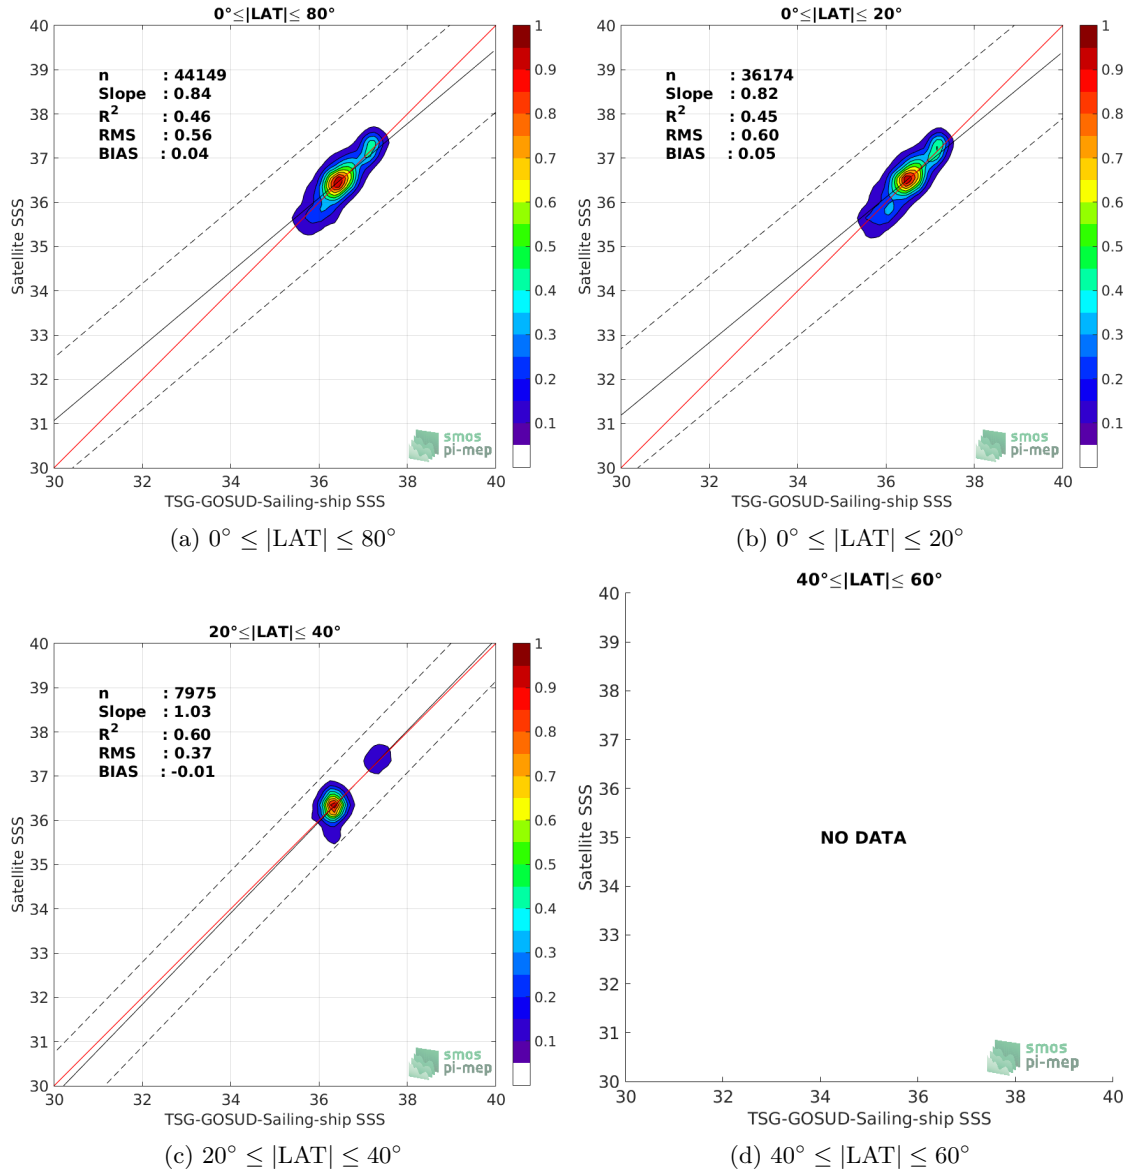 0°≤|LAT|≤ 80°
n : 44149
Slope : 0.84
R2 : 0.46
RMS : 0.56
BIAS : 0.04
40
39
38
37
36
35
34
33
32
31
30
Satellite SSS
30 32 34 36 38 40
TSG-GOSUD-Sailing-ship SSS
1
0.9
0.8
0.7
0.6
0.5
0.4
0.3
0.2
0.1
smos
pi-mep
(a) 0° ≤ |LAT| ≤ 80°
0°≤|LAT|≤ 20°
n : 36174
Slope : 0.82
R2 : 0.45
RMS : 0.60
BIAS : 0.05
40
39
38
37
36
35
34
33
32
31
30
Satellite SSS
30 32 34 36 38 40
TSG-GOSUD-Sailing-ship SSS
1
0.9
0.8
0.7
0.6
0.5
0.4
0.3
0.2
0.1
smos
pi-mep
(b) 0° ≤ |LAT| ≤ 20°
20°≤|LAT|≤ 40°
n : 7975
Slope : 1.03
R2 : 0.60
RMS : 0.37
BIAS : -0.01
40
39
38
37
36
35
34
33
32
31
30
Satellite SSS
30 32 34 36 38 40
TSG-GOSUD-Sailing-ship SSS
1
0.9
0.8
0.7
0.6
0.5
0.4
0.3
0.2
0.1
smos
pi-mep
(c) 20° ≤ |LAT| ≤ 40°
40°≤|LAT|≤ 60°
40
39
38
37
36
35
34
33
32
31
30
Satellite SSS
NO DATA
30 32 34 36 38 40
TSG-GOSUD-Sailing-ship SSS
smos
pi-mep
(d) 40° ≤ |LAT| ≤ 60°